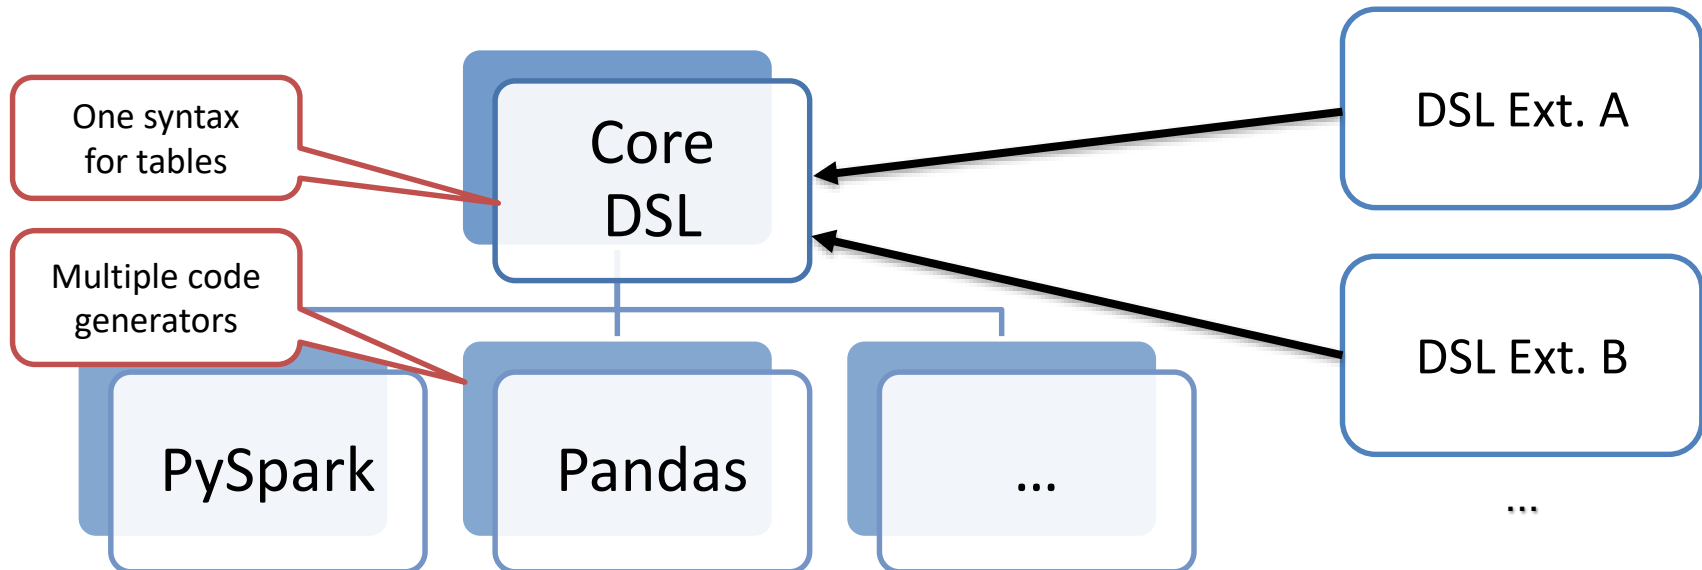 One syntax
for tables
Core
DSL
DSL Ext. A
Multiple code
generators
DSL Ext. B
PySpark
Pandas
...
...